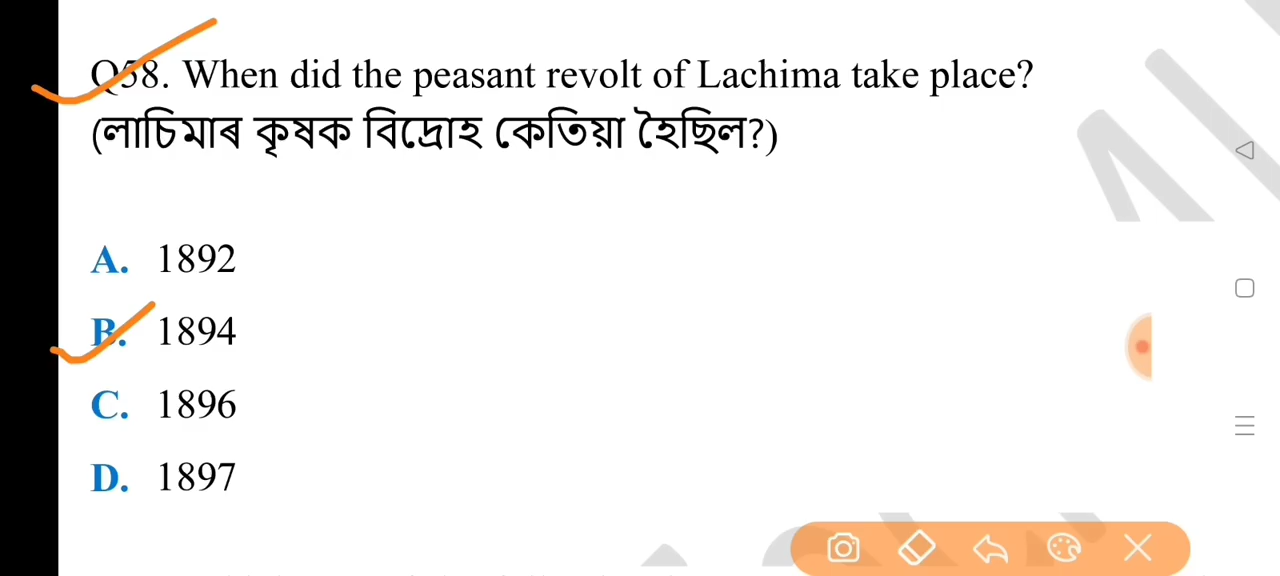 Q58. When did the peasant revolt of Lachima take place?
(লাচিমাৰ কৃষক বিদ্ৰোহ কেতিয়া হৈছিল?)
A. 1892
B. 1894
C. 1896
D. 1897